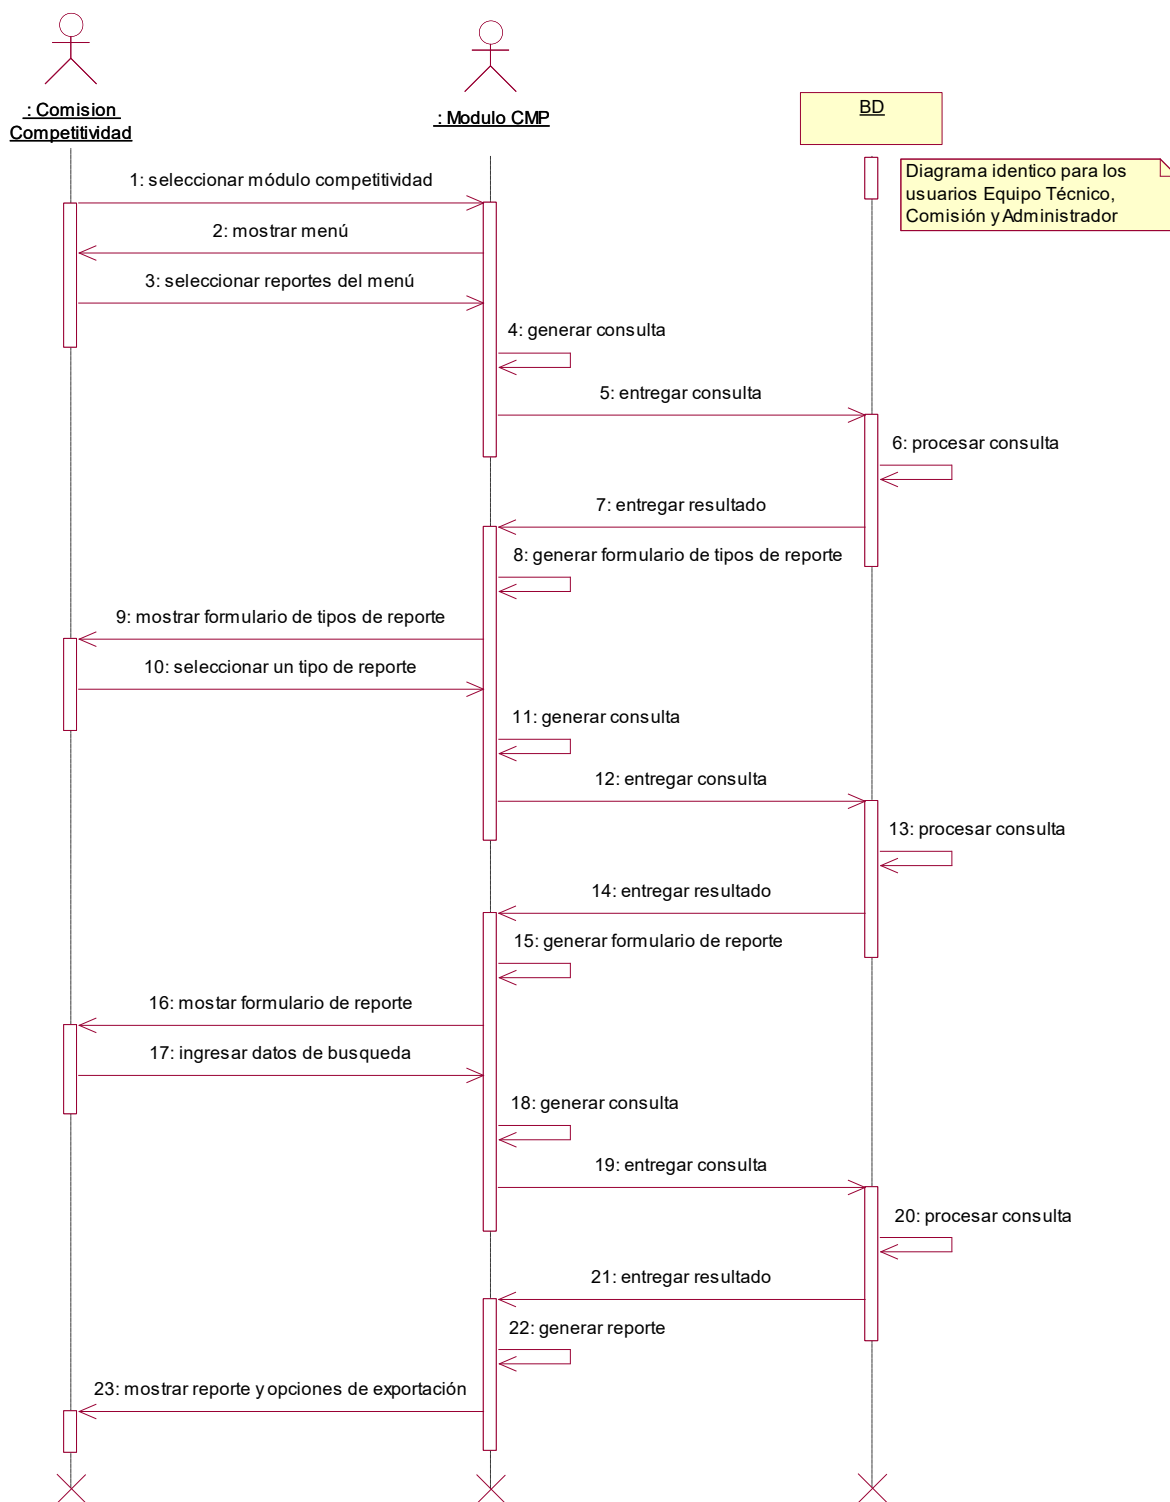 : Comision
Competitividad
: Modulo CMP
BD
Diagrama identico para los
usuarios Equipo Técnico,
Comisión y Administrador
1: seleccionar módulo competitividad
2: mostrar menú
3: seleccionar reportes del menú
4: generar consulta
5: entregar consulta
6: procesar consulta
7: entregar resultado
8: generar formulario de tipos de reporte
9: mostrar formulario de tipos de reporte
10: seleccionar un tipo de reporte
11: generar consulta
12: entregar consulta
13: procesar consulta
14: entregar resultado
15: generar formulario de reporte
16: mostar formulario de reporte
17: ingresar datos de busqueda
18: generar consulta
19: entregar consulta
20: procesar consulta
21: entregar resultado
22: generar reporte
23: mostrar reporte y opciones de exportación